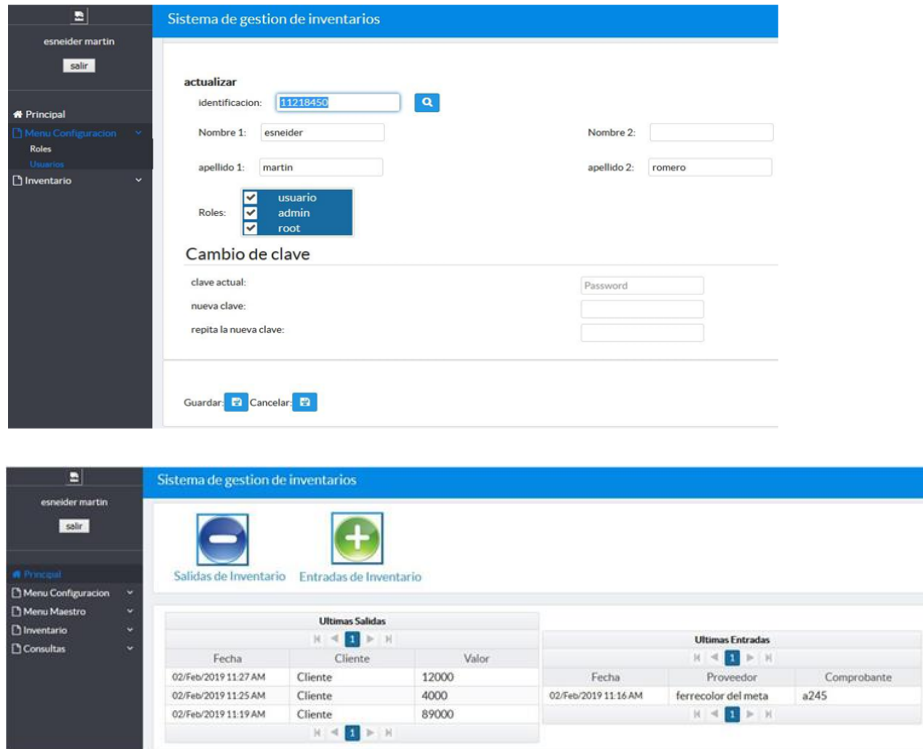 esneider martin
salir
Principal
Menu Configuracion
Roles
Usuarios
Inventario
Sistema de gestion de inventarios
actualizar
identificacion: 11218450
Nombre 1: esneider Nombre 2:
apellido 1: martin apellido 2: romero
Roles:
usuario
admin
root
Cambio de clave
clave actual: Password
nueva clave:
repita la nueva clave:
Guardar: Cancelar:
esneider martin
salir
Principal
Menu Configuracion
Menu Maestro
Inventario
Consultas
Sistema de gestion de inventarios
Salidas de Inventario Entradas de Inventario
Ultimas Salidas
1
Fecha Cliente Valor
02/Feb/2019 11:27 AM Cliente 12000
02/Feb/2019 11:25 AM Cliente 4000
02/Feb/2019 11:19 AM Cliente 89000
1
Ultimas Entradas
1
Fecha Proveedor Comprobante
02/Feb/2019 11:16 AM ferrecolor del meta a245
1